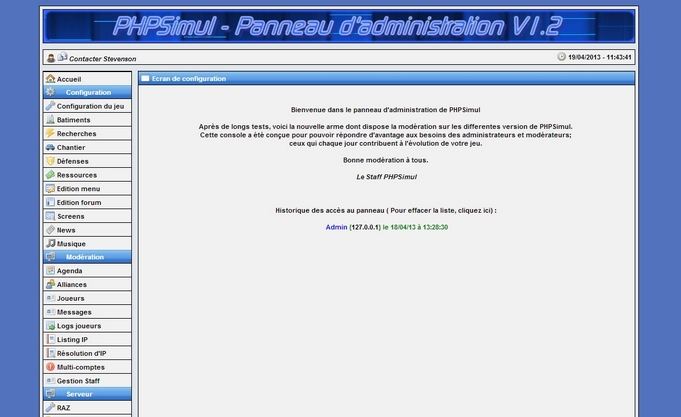 PHPSimul - Panneau d'administration V1.2
Contacter Stevenson
19/04/2013 - 11:43:41
Accueil
Configuration
Configuration du jeu
Batiments
Recherches
Chantier
Défenses
Ressources
Edition menu
Edition forum
Screens
News
Musique
Modération
Agenda
Alliances
Joueurs
Messages
Logs joueurs
Listing IP
Résolution d'IP
Multi-comptes
Gestion Staff
Serveur
RAZ
Ecran de configuration
Bienvenue dans le panneau d'administration de PHPSimul
Après de longs tests, voici la nouvelle arme dont dispose la modération sur les differentes version de PHPSimul.
Cette console a été conçue pour pouvoir répondre d'avantage aux besoins des administrateurs et modérateurs;
ceux qui chaque jour contribuent à l'évolution de votre jeu.
Bonne modération à tous.
Le Staff PHPSimul
Historique des accès au panneau ( Pour effacer la liste, cliquez ici) :
Admin (127.0.0.1) le 18/04/13 à 13:28:30